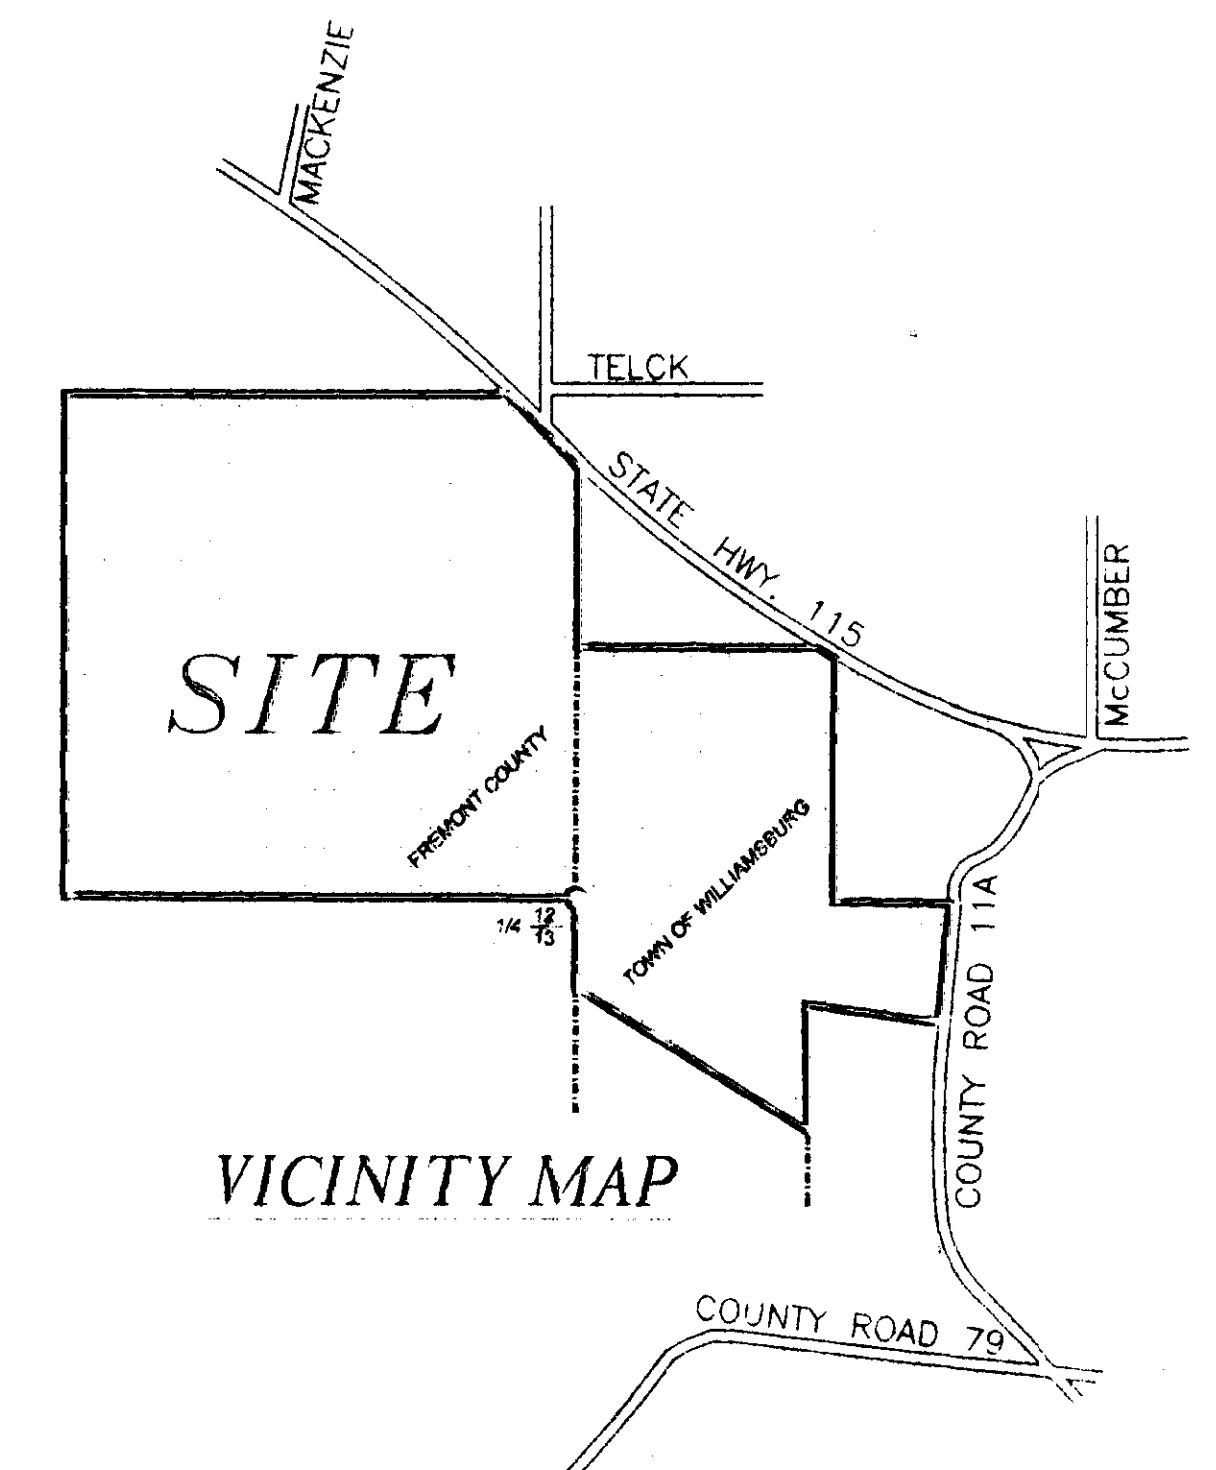 MACKENZIE
TELCK
STATE HWY. 115
McCUMBER
SITE
FREMONT COUNTY
TOWN OF WILLIAMSBURG
1/4 12
13
COUNTY ROAD 11A
VICINITY MAP
COUNTY ROAD 79